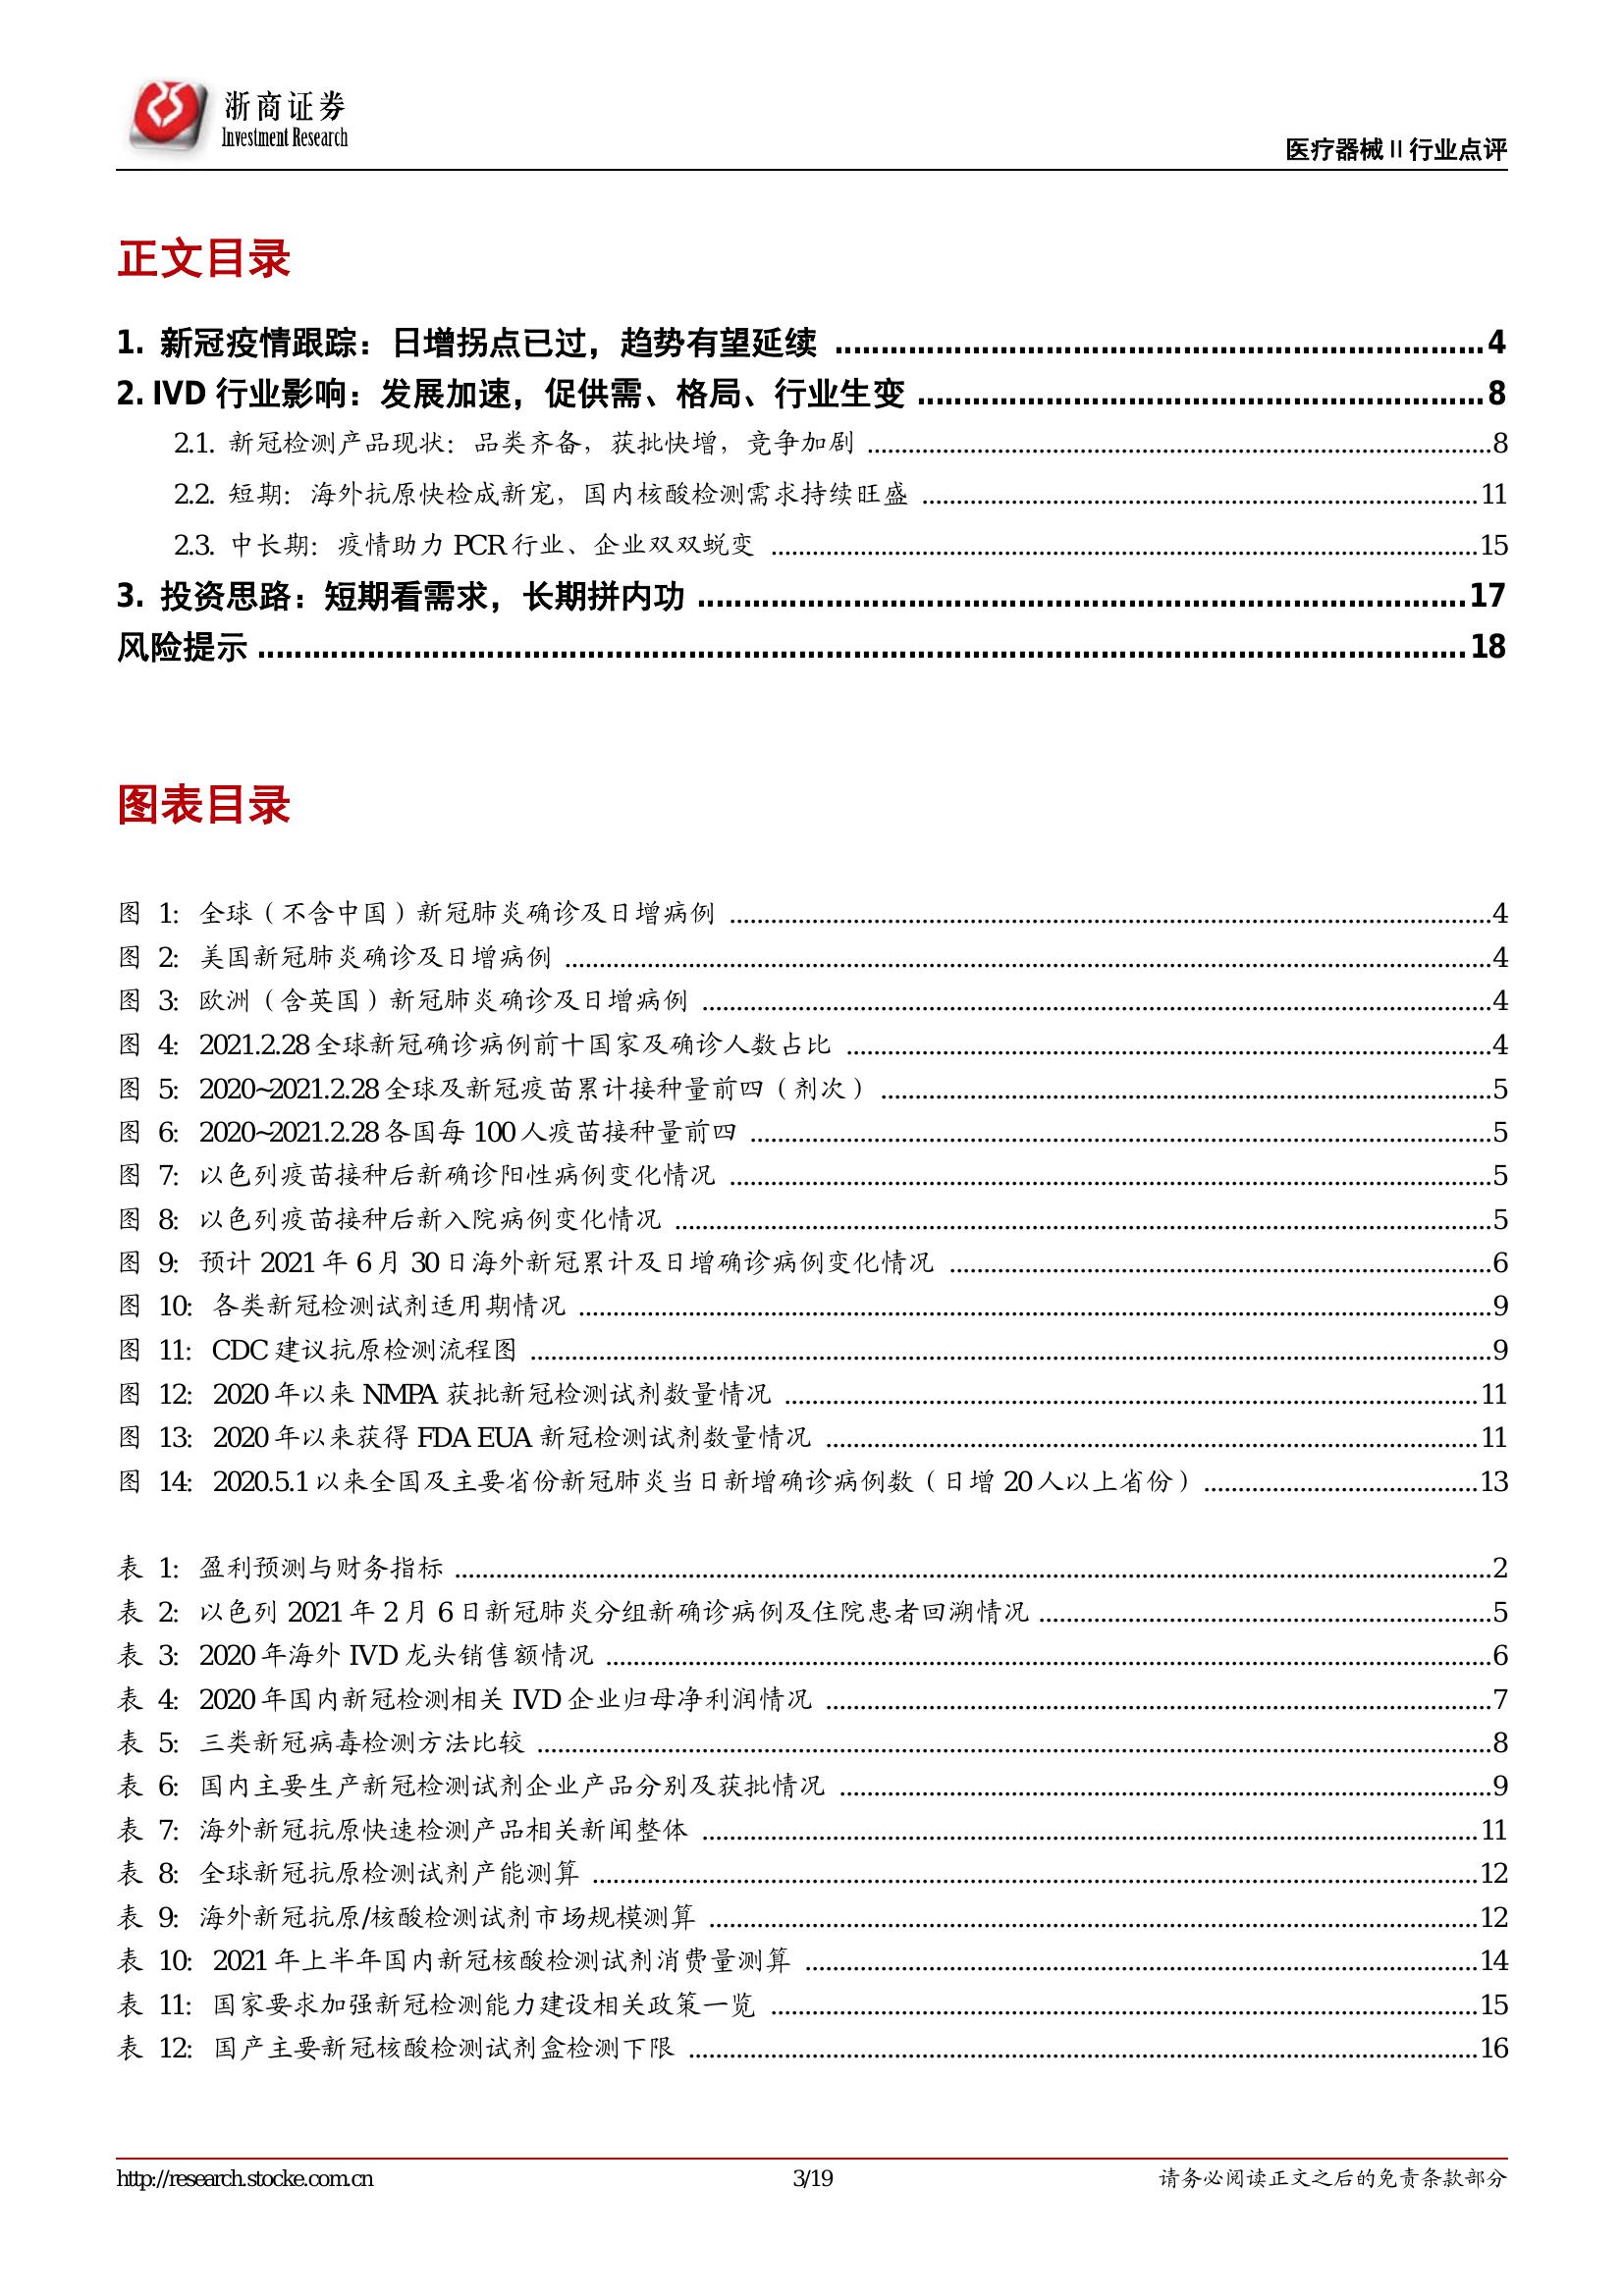 浙商证券
Investment Research
医疗器械Ⅱ行业点评
正文目录
1. 新冠疫情跟踪：日增拐点已过，趋势有望延续 ........ 4
2. IVD 行业影响：发展加速，促供需、格局、行业生变 ........ 8
2.1. 新冠检测产品现状：品类齐备，获批快增，竞争加剧 ........ 8
2.2. 短期：海外抗原快检成新宠，国内核酸检测需求持续旺盛 ........ 11
2.3. 中长期：疫情助力 PCR 行业、企业双双蜕变 ........ 15
3. 投资思路：短期看需求，长期拼内功 ........ 17
风险提示 ........ 18
图表目录
图 1：全球（不含中国）新冠肺炎确诊及日增病例 ........ 4
图 2：美国新冠肺炎确诊及日增病例 ........ 4
图 3：欧洲（含英国）新冠肺炎确诊及日增病例 ........ 4
图 4：2021.2.28 全球新冠确诊病例前十国家及确诊人数占比 ........ 4
图 5：2020~2021.2.28 全球及新冠疫苗累计接种量前四（剂次） ........ 5
图 6：2020~2021.2.28 各国每 100 人疫苗接种量前四 ........ 5
图 7：以色列疫苗接种后新确诊阳性病例变化情况 ........ 5
图 8：以色列疫苗接种后新入院病例变化情况 ........ 5
图 9：预计 2021 年 6 月 30 日海外新冠累计及日增确诊病例变化情况 ........ 6
图 10：各类新冠检测试剂适用期情况 ........ 9
图 11：CDC 建议抗原检测流程图 ........ 9
图 12：2020 年以来 NMPA 获批新冠检测试剂数量情况 ........ 11
图 13：2020 年以来获得 FDA EUA 新冠检测试剂数量情况 ........ 11
图 14：2020.5.1 以来全国及主要省份新冠肺炎当日新增确诊病例数（日增 20 人以上省份） ........ 13
表 1：盈利预测与财务指标 ........ 2
表 2：以色列 2021 年 2 月 6 日新冠肺炎分组新确诊病例及住院患者回溯情况 ........ 5
表 3：2020 年海外 IVD 龙头销售额情况 ........ 6
表 4：2020 年国内新冠检测相关 IVD 企业归母净利润情况 ........ 7
表 5：三类新冠病毒检测方法比较 ........ 8
表 6：国内主要生产新冠检测试剂企业产品分别及获批情况 ........ 9
表 7：海外新冠抗原快速检测产品相关新闻整体 ........ 11
表 8：全球新冠抗原检测试剂产能测算 ........ 12
表 9：海外新冠抗原/核酸检测试剂市场规模测算 ........ 12
表 10：2021 年上半年国内新冠核酸检测试剂消费量测算 ........ 14
表 11：国家要求加强新冠检测能力建设相关政策一览 ........ 15
表 12：国产主要新冠核酸检测试剂盒检测下限 ........ 16
http://research.stocke.com.cn
3/19
请务必阅读正文之后的免责条款部分